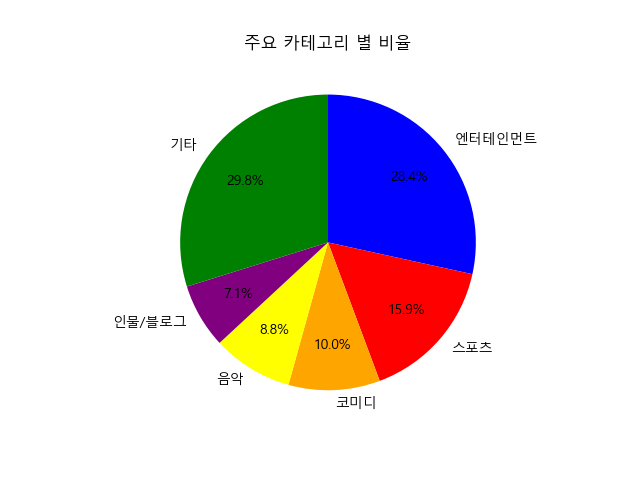 주요 카테고리 별 비율
기타
엔터테인먼트
29.8%
28.4%
7.1%
15.9%
인물/블로그
8.8%
10.0%
스포츠
음악
코미디